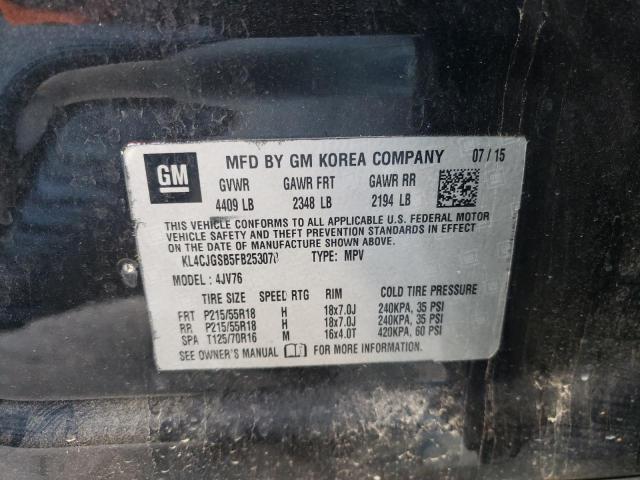 GM
MFD BY GM KOREA COMPANY 07/15
GVWR GAWR FRT GAWR RR
4409 LB 2348 LB 2194 LB
THIS VEHICLE CONFORMS TO ALL APPLICABLE U.S. FEDERAL MOTOR
VEHICLE SAFETY AND THEFT PREVENTION STANDARDS IN EFFECT ON
THE DATE OF MANUFACTURE SHOWN ABOVE.
TYPE: MPV
MODEL: 4JV76
TIRE SIZE SPEED RTG RIM COLD TIRE PRESSURE
FRT P215/55R18 H 18x7.0J 240KPA, 35 PSI
RR P215/55R18 H 18x7.0J 240KPA, 35 PSI
SPA T125/70R16 M 16x4.0T 420KPA, 60 PSI
SEE OWNER'S MANUAL FOR MORE INFORMATION.